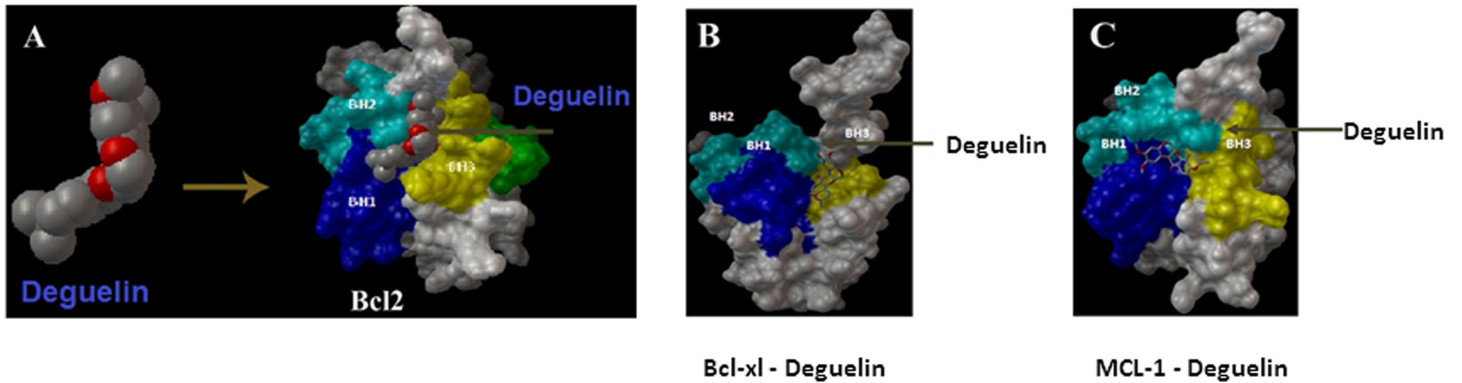 A
Deguelin
BH2
BH3
BH1
Deguelin
Bcl2
B
BH2
BH1
BH3
Deguelin
Bcl-xl - Deguelin
C
BH2
BH1
BH3
Deguelin
MCL-1 - Deguelin